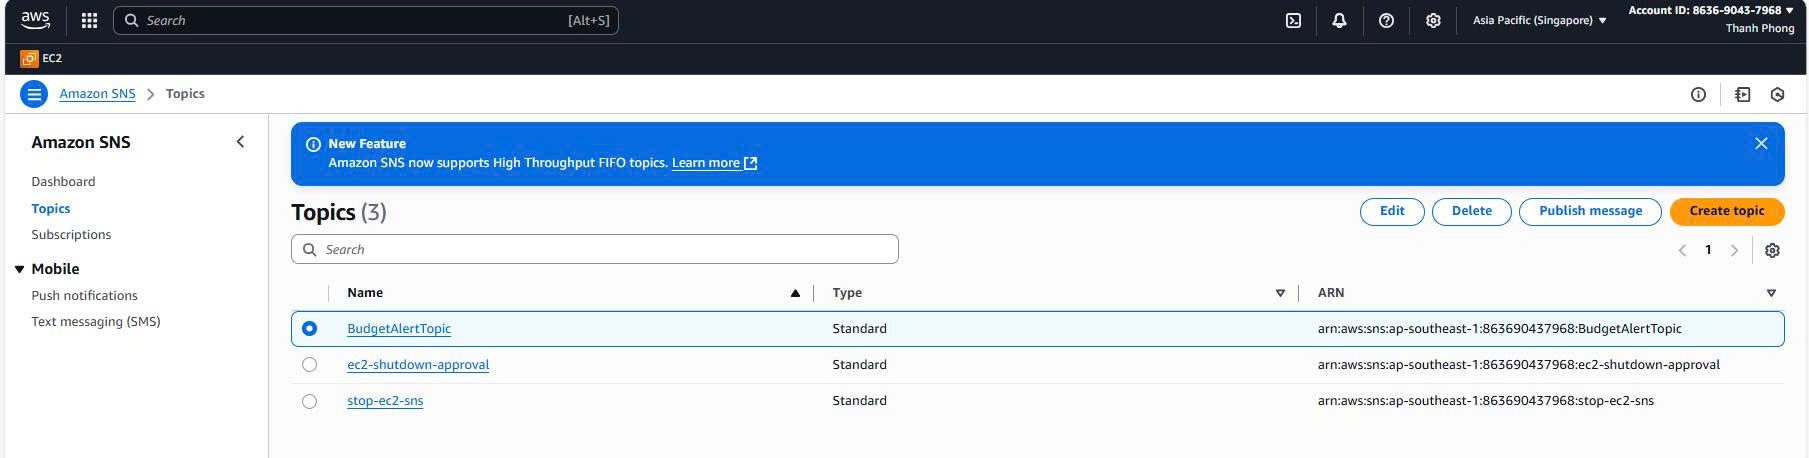 aws
Search [Alt+S]
Asia Pacific (Singapore)
Account ID: 8636-9043-7968
Thanh Phong
EC2
Amazon SNS
Topics
Amazon SNS
Dashboard
Topics
Subscriptions
Mobile
Push notifications
Text messaging (SMS)
New Feature
Amazon SNS now supports High Throughput FIFO topics. Learn more
Topics (3)
Edit
Delete
Publish message
Create topic
Search
1
Name Type ARN
BudgetAlertTopic Standard arn:aws:sns:ap-southeast-1:863690437968:BudgetAlertTopic
ec2-shutdown-approval Standard arn:aws:sns:ap-southeast-1:863690437968:ec2-shutdown-approval
stop-ec2-sns Standard arn:aws:sns:ap-southeast-1:863690437968:stop-ec2-sns